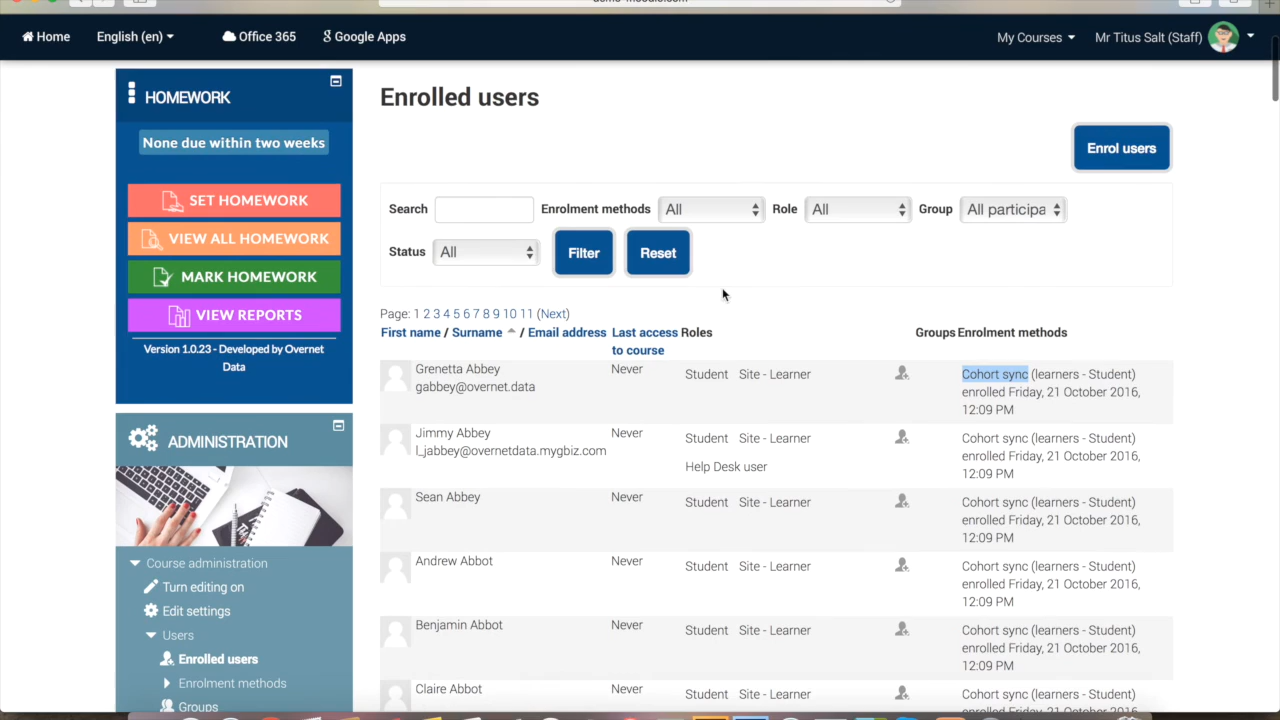 Home English (en) Office 365 Google Apps My Courses Mr Titus Salt (Staff)
HOMEWORK
None due within two weeks
SET HOMEWORK
VIEW ALL HOMEWORK
MARK HOMEWORK
VIEW REPORTS
Version 1.0.23 - Developed by Overnet
Data
ADMINISTRATION
Course administration
Turn editing on
Edit settings
Users
Enrolled users
Enrolment methods
Groups
Enrolled users
Enrol users
Search Enrolment methods All Role All Group All participa
Status All Filter Reset
Page: 1 2 3 4 5 6 7 8 9 10 11 (Next)
First name / Surname / Email address Last access Roles Groups Enrolment methods
to course
Grenetta Abbey Never Student Site - Learner Cohort sync (learners - Student)
gabbey@overnet.data enrolled Friday, 21 October 2016,
12:09 PM
Jimmy Abbey Never Student Site - Learner Cohort sync (learners - Student)
l_jabbey@overnetdata.mygbiz.com Help Desk user enrolled Friday, 21 October 2016,
12:09 PM
Sean Abbey Never Student Site - Learner Cohort sync (learners - Student)
enrolled Friday, 21 October 2016,
12:09 PM
Andrew Abbot Never Student Site - Learner Cohort sync (learners - Student)
enrolled Friday, 21 October 2016,
12:09 PM
Benjamin Abbot Never Student Site - Learner Cohort sync (learners - Student)
enrolled Friday, 21 October 2016,
12:09 PM
Claire Abbot Never Student Site - Learner Cohort sync (learners - Student)